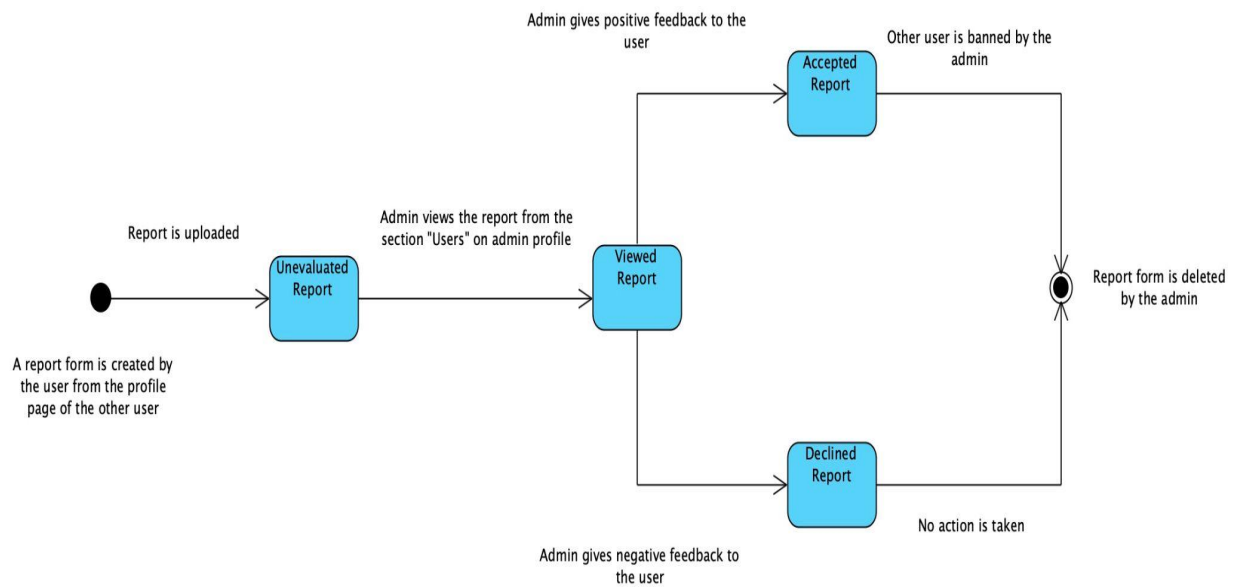 Admin gives positive feedback to the
user
Other user is banned by the
admin
Accepted
Report
Report is uploaded
Admin views the report from the
section "Users" on admin profile
Unevaluated
Report
Viewed
Report
Report form is deleted
by the admin
A report form is created by
the user from the profile
page of the other user
Declined
Report
No action is taken
Admin gives negative feedback to
the user